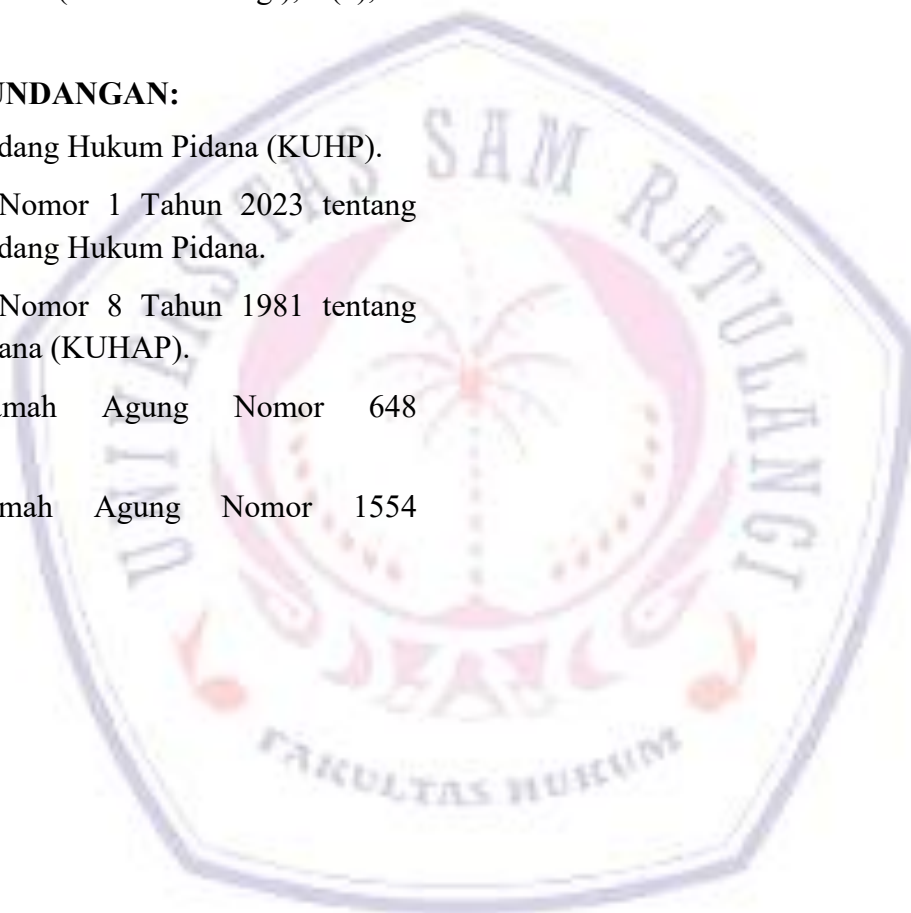 UNDANGAN:
dang Hukum Pidana (KUHP).
Nomor 1 Tahun 2023 tentang
dang Hukum Pidana.
Nomor 8 Tahun 1981 tentang
ana (KUHAP).
mah Agung Nomor 648
mah Agung Nomor 1554
UNIVERSITAS SAM RATULANGI
FAKULTAS HUKUM